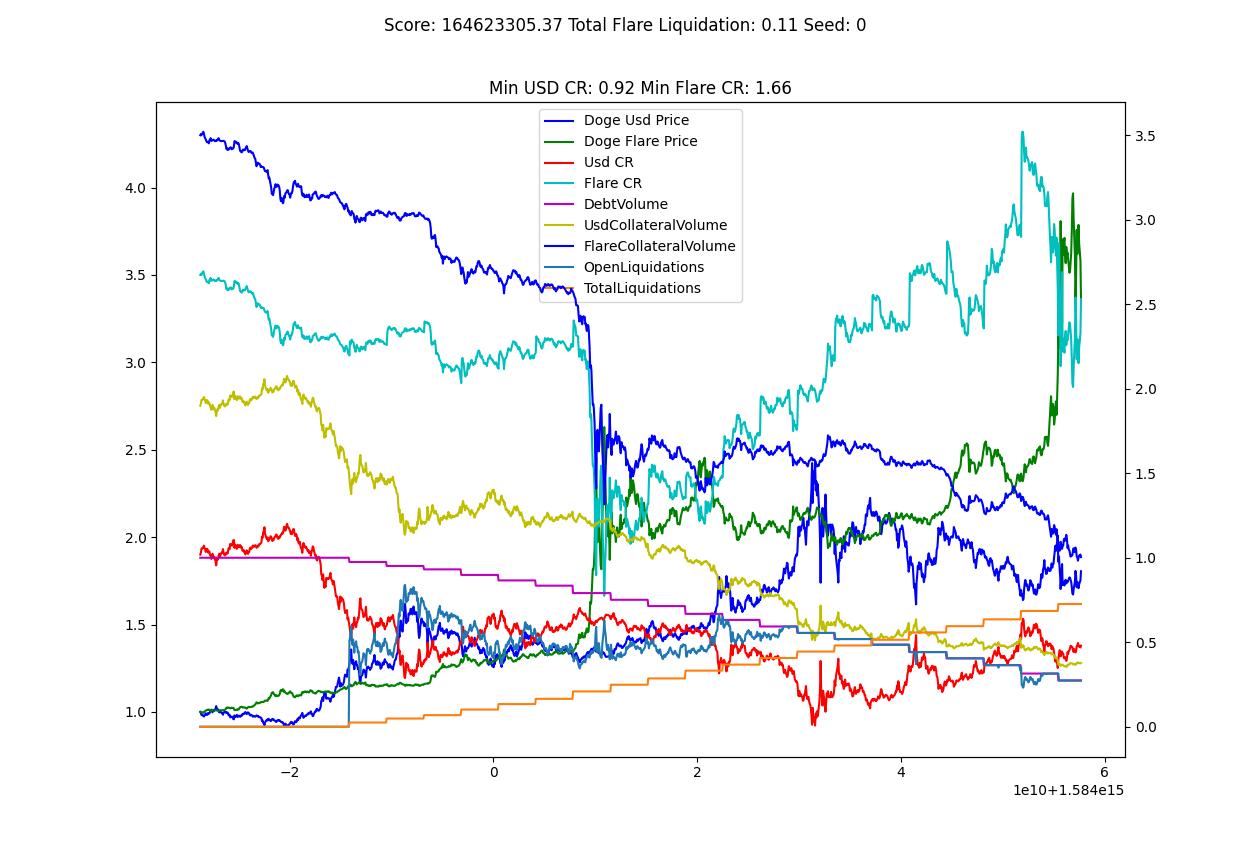 Score: 164623305.37 Total Flare Liquidation: 0.11 Seed: 0
Min USD CR: 0.92 Min Flare CR: 1.66
Doge Usd Price
Doge Flare Price
Usd CR
Flare CR
DebtVolume
UsdCollateralVolume
FlareCollateralVolume
OpenLiquidations
TotalLiquidations
4.0
3.5
3.0
2.5
2.0
1.5
1.0
3.5
3.0
2.5
2.0
1.5
1.0
0.5
0.0
−2 0 2 4 6
1e10+1.584e15